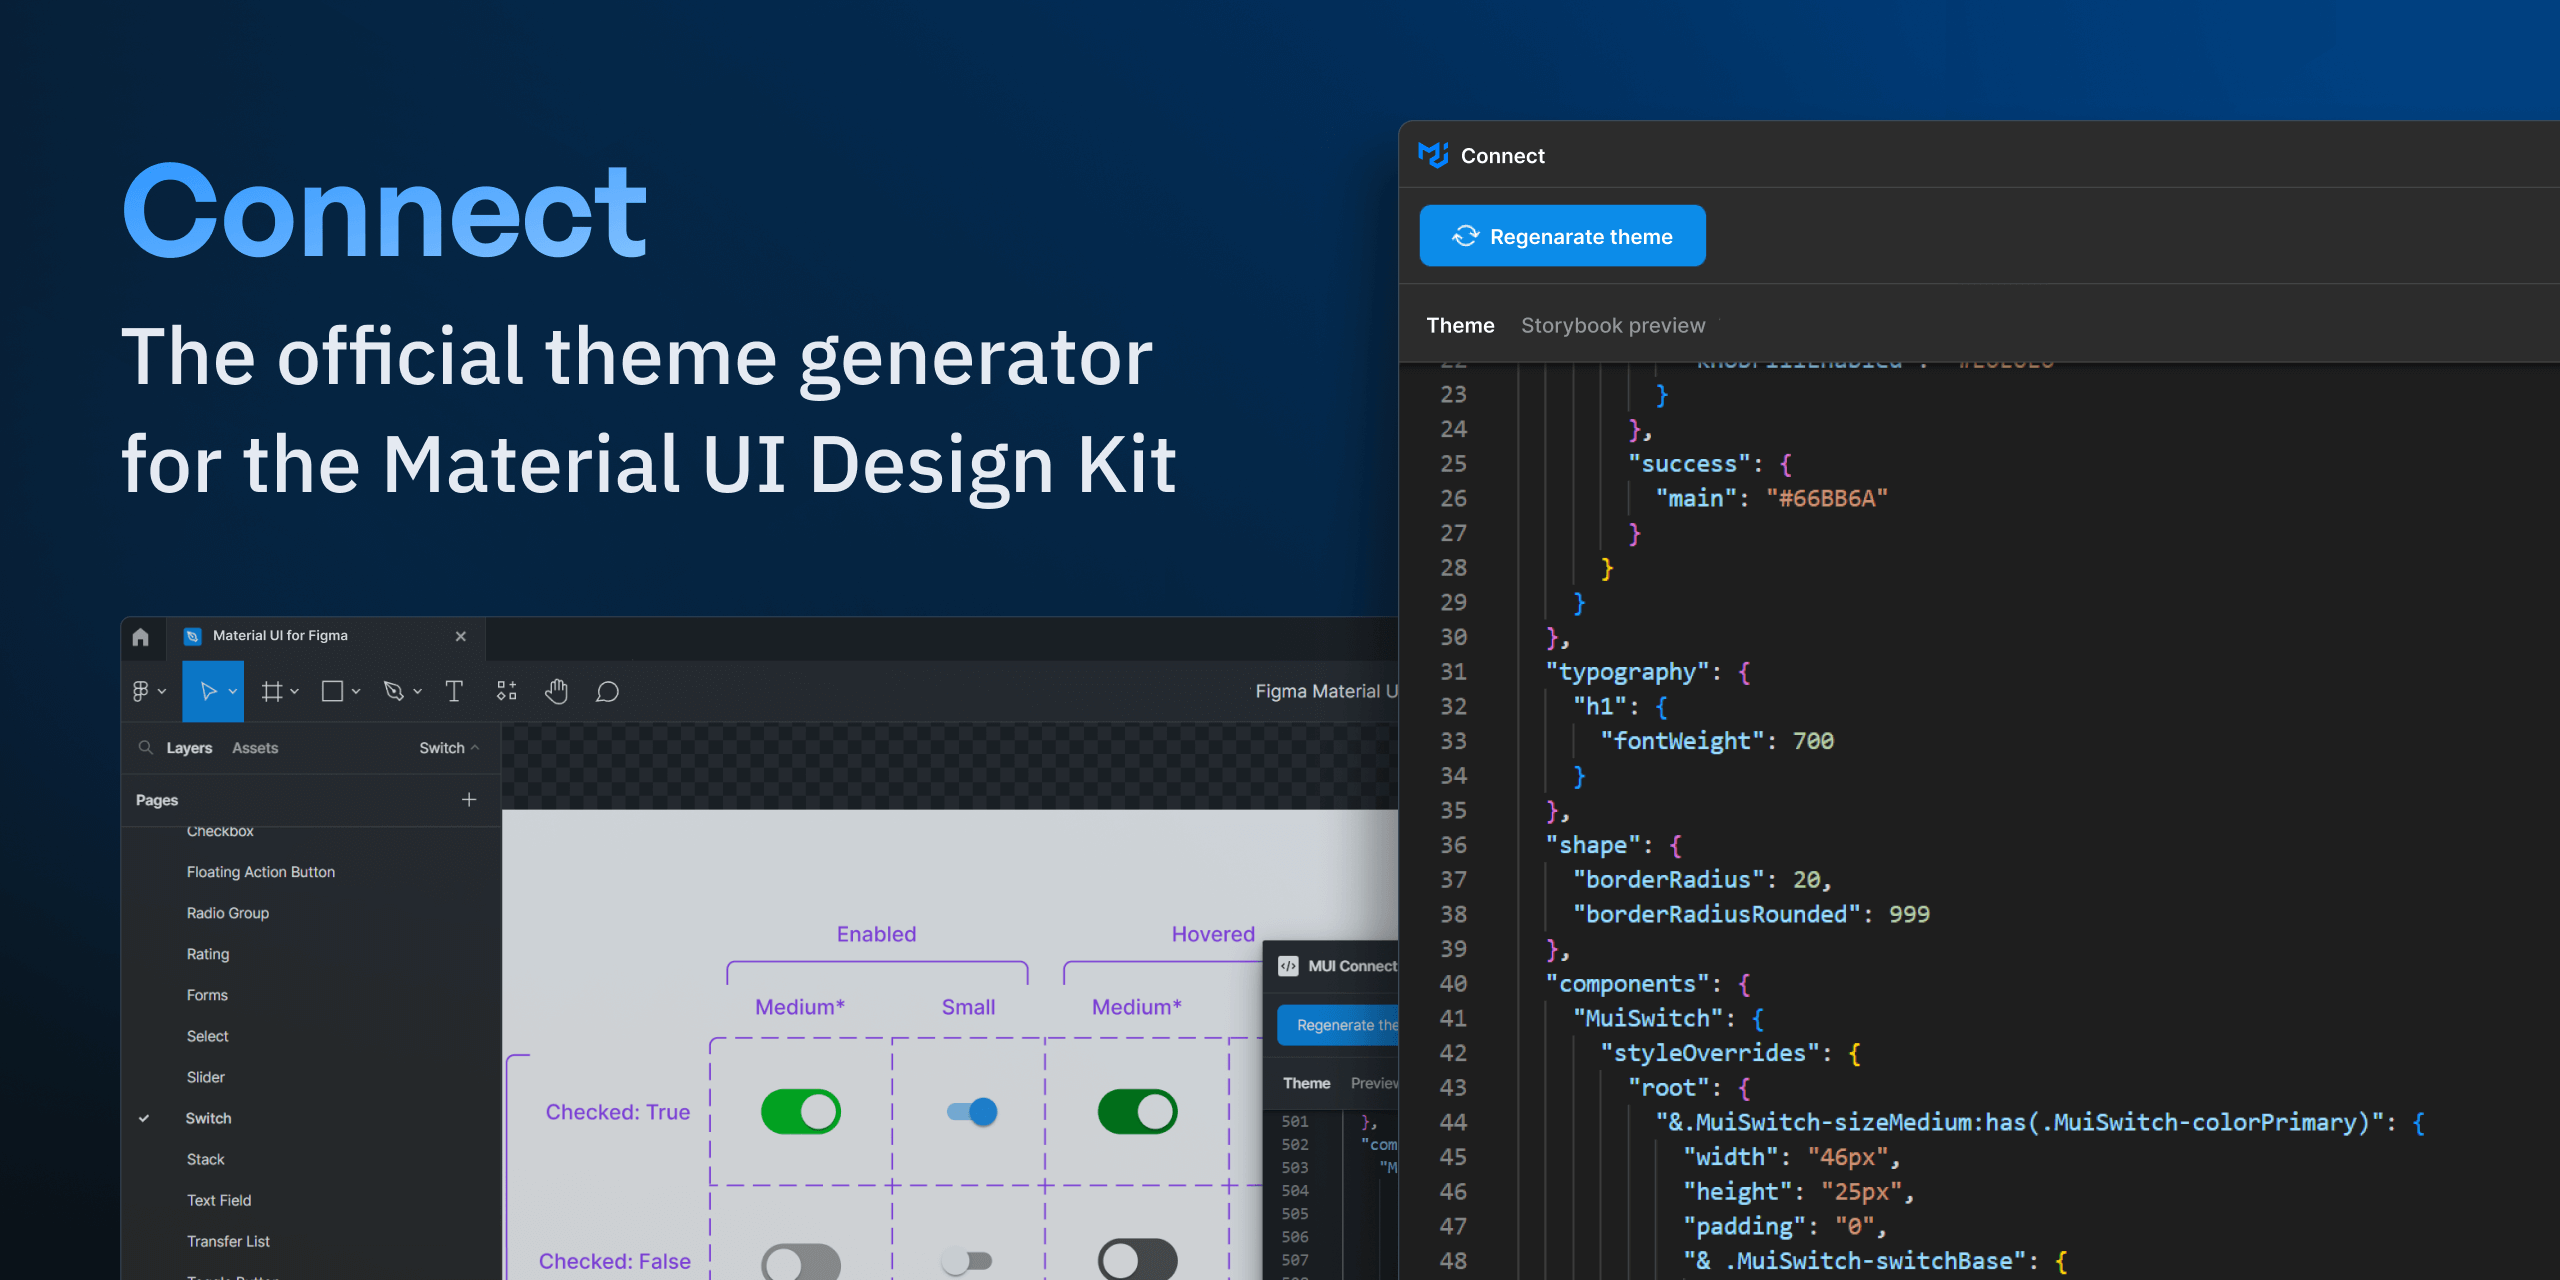 Connect
The official theme generator
for the Material UI Design Kit
Material UI for Figma
Figma Material U
Layers Assets Switch
Pages
Checkbox
Floating Action Button
Radio Group
Rating
Forms
Select
Slider
Switch
Stack
Text Field
Transfer List
Enabled Hovered
Medium* Small Medium*
Checked: True
Checked: False
MUI Connect
Regenerate the
Theme Preview
501 },
502 "com
503 "M
504
505
506
507
Connect
Regenarate theme
Theme Storybook preview
23 }
24 },
25 "success": {
26 "main": "#66BB6A"
27 }
28 }
29 }
30 },
31 "typography": {
32 "h1": {
33 "fontWeight": 700
34 }
35 },
36 "shape": {
37 "borderRadius": 20,
38 "borderRadiusRounded": 999
39 },
40 "components": {
41 "MuiSwitch": {
42 "styleOverrides": {
43 "root": {
44 "&.MuiSwitch-sizeMedium:has(.MuiSwitch-colorPrimary)": {
45 "width": "46px",
46 "height": "25px",
47 "padding": "0",
48 "& .MuiSwitch-switchBase": {